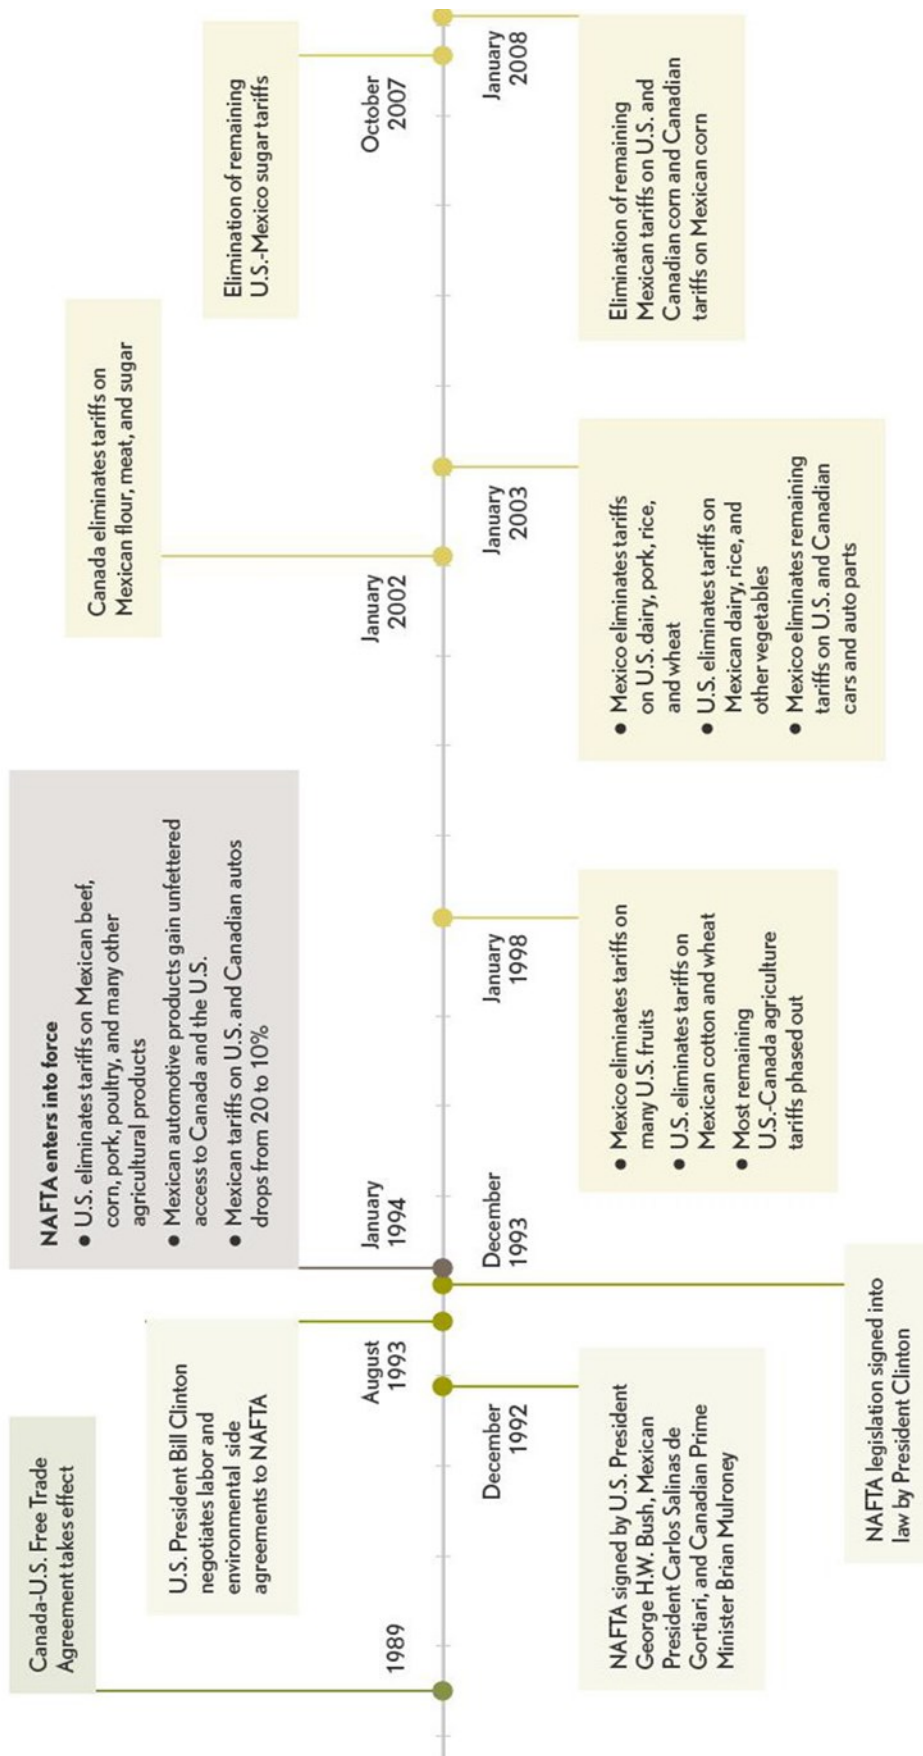 Canada-U.S. Free Trade
Agreement takes effect
1989
U.S. President Bill Clinton
negotiates labor and
environmental side
agreements to NAFTA
August
1993
NAFTA enters into force
● U.S. eliminates tariffs on Mexican beef,
corn, pork, poultry, and many other
agricultural products
● Mexican automotive products gain unfettered
access to Canada and the U.S.
● Mexican tariffs on U.S. and Canadian autos
drops from 20 to 10%
January
1994
Canada eliminates tariffs on
Mexican flour, meat, and sugar
January
2002
Elimination of remaining
U.S.-Mexico sugar tariffs
October
2007
December
1992
NAFTA signed by U.S. President
George H.W. Bush, Mexican
President Carlos Salinas de
Gortiari, and Canadian Prime
Minister Brian Mulroney
December
1993
NAFTA legislation signed into
law by President Clinton
January
1998
● Mexico eliminates tariffs on
many U.S. fruits
● U.S. eliminates tariffs on
Mexican cotton and wheat
● Most remaining
U.S.-Canada agriculture
tariffs phased out
January
2003
● Mexico eliminates tariffs
on U.S. dairy, pork, rice,
and wheat
● U.S. eliminates tariffs on
Mexican dairy, rice, and
other vegetables
● Mexico eliminates remaining
tariffs on U.S. and Canadian
cars and auto parts
January
2008
Elimination of remaining
Mexican tariffs on U.S. and
Canadian corn and Canadian
tariffs on Mexican corn